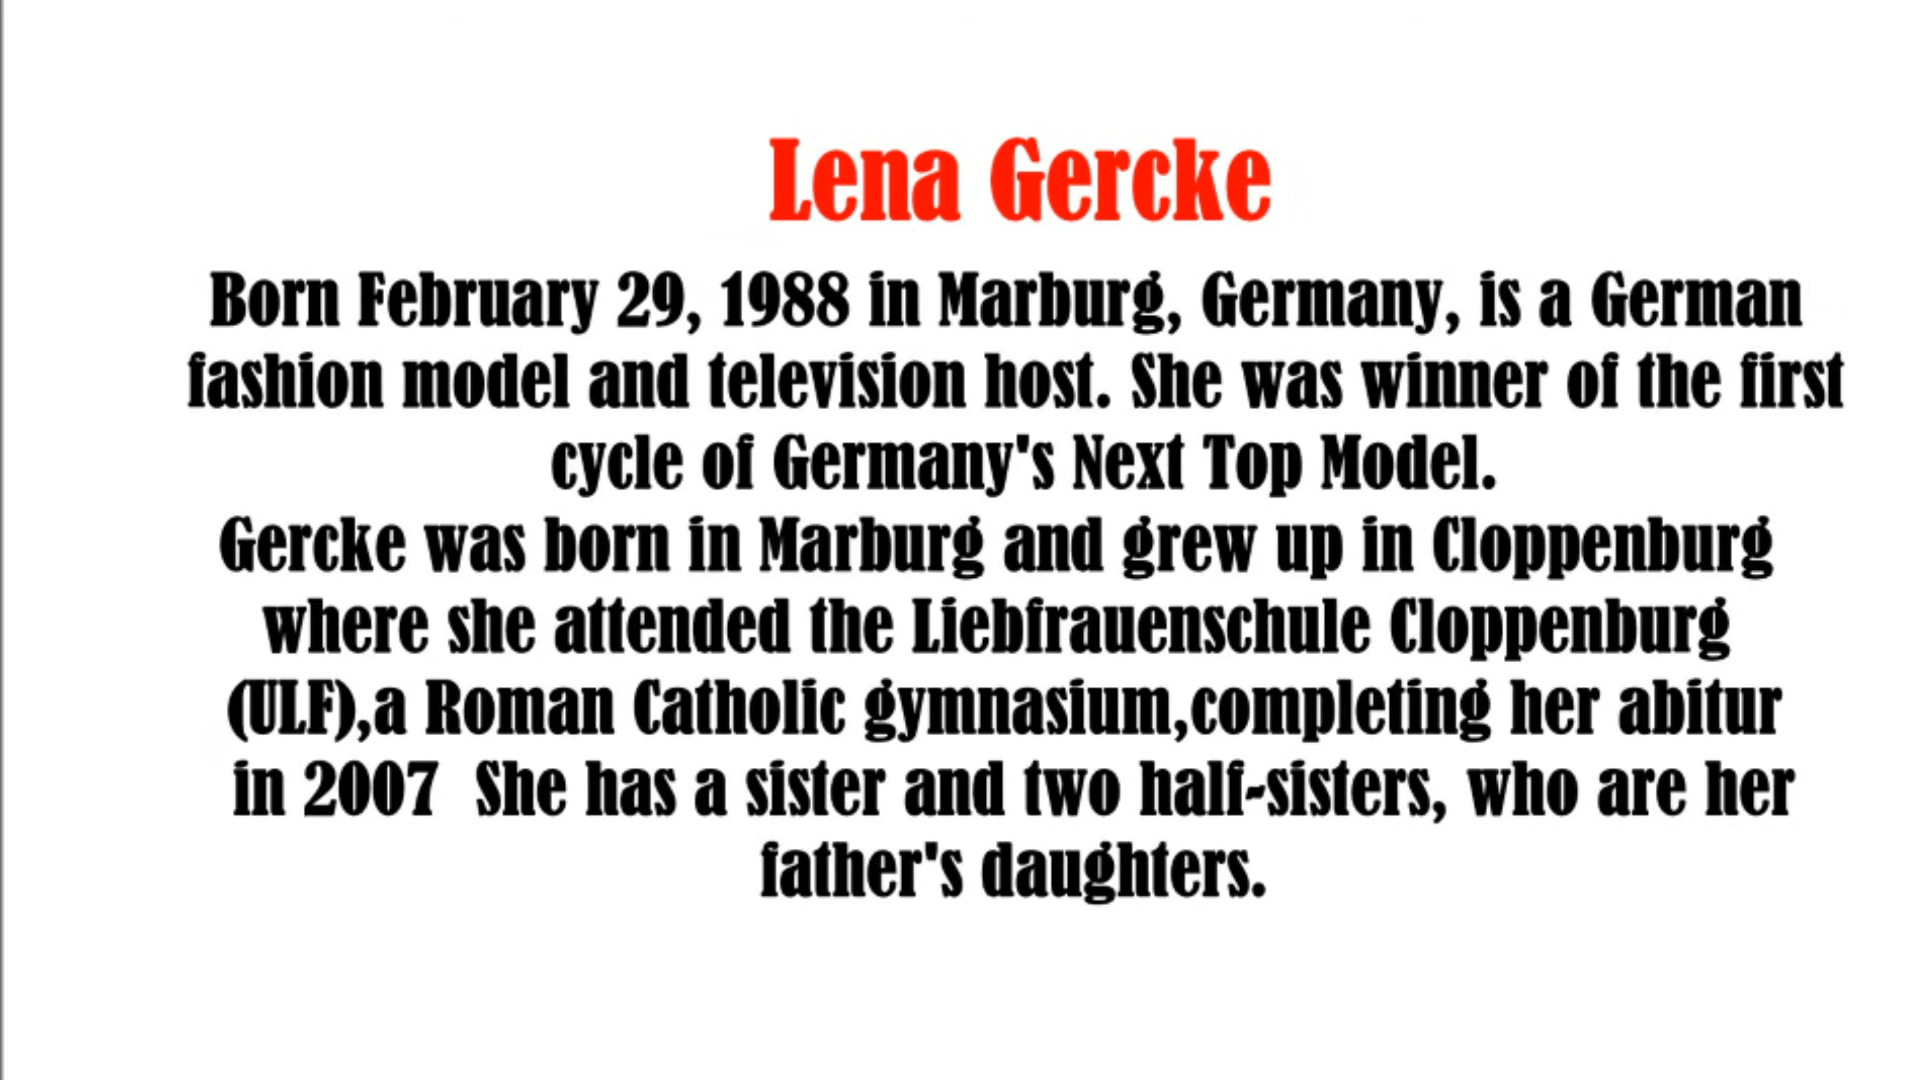 Lena Gercke
Born February 29, 1988 in Marburg, Germany, is a German
fashion model and television host. She was winner of the first
cycle of Germany's Next Top Model.
Gercke was born in Marburg and grew up in Cloppenburg
where she attended the Liebfrauenschule Cloppenburg
(ULF),a Roman Catholic gymnasium,completing her abitur
in 2007  She has a sister and two half-sisters, who are her
father's daughters.